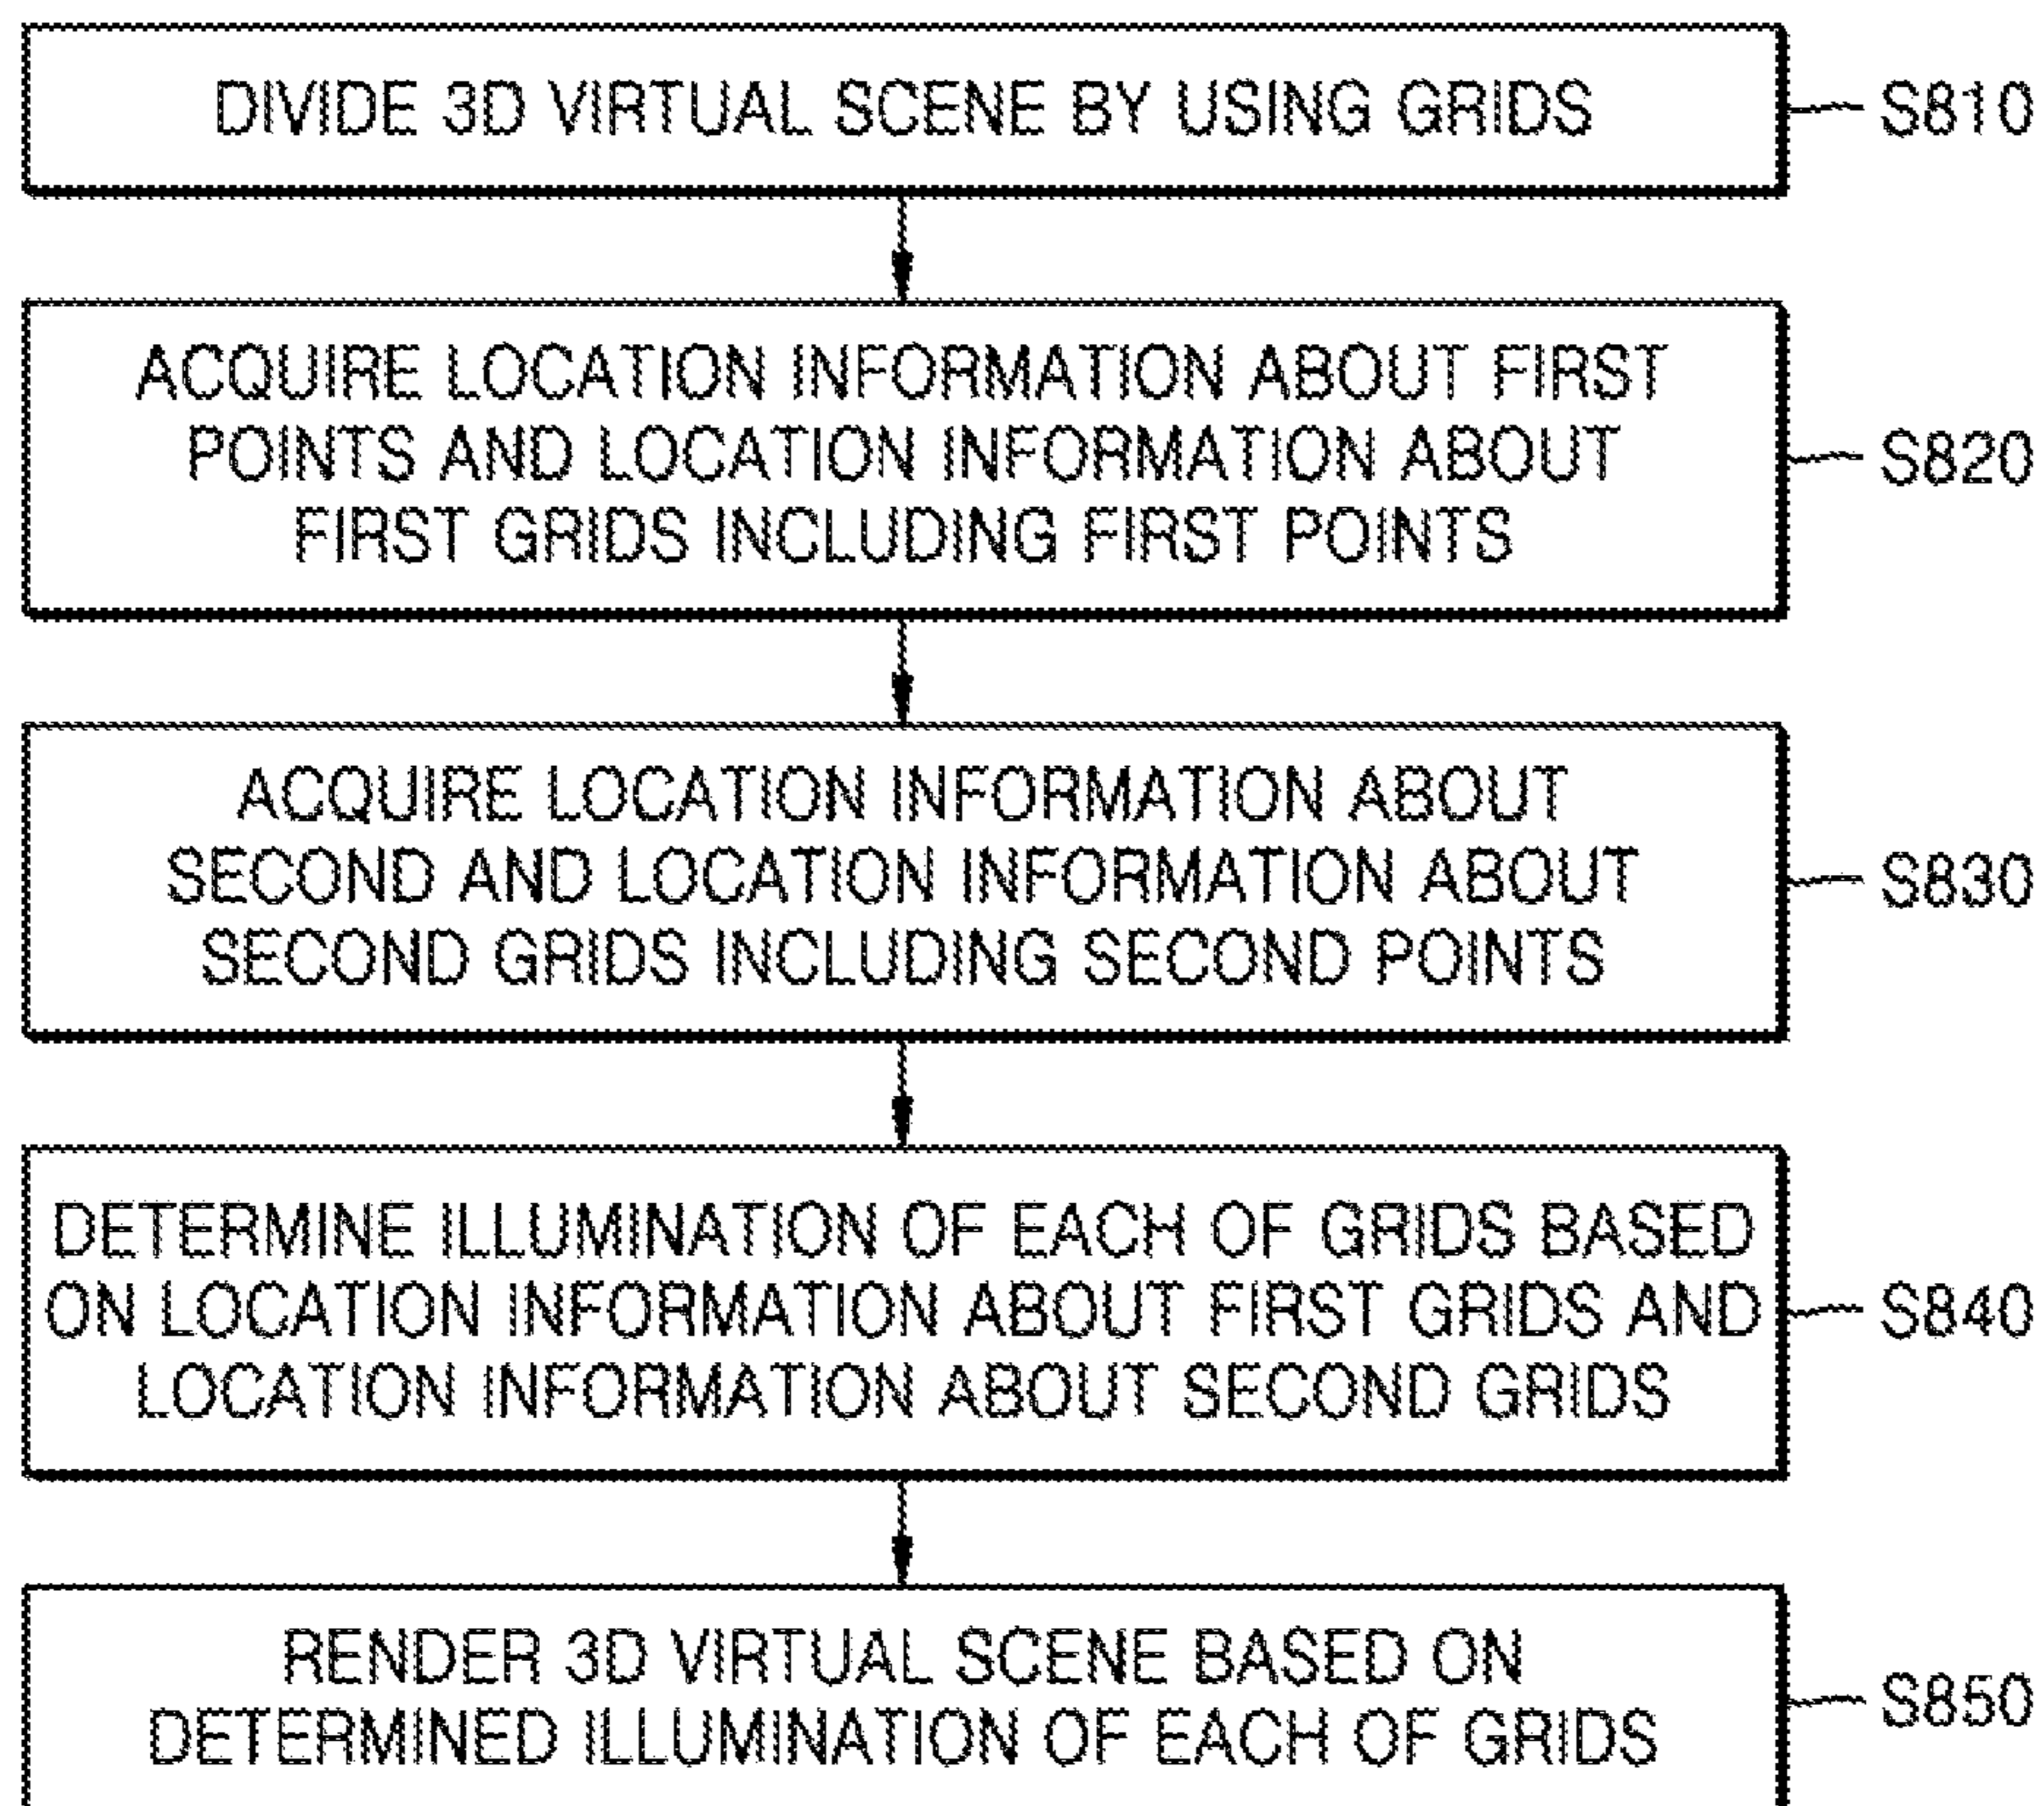 DIVIDE 3D VIRTUAL SCENE BY USING GRIDS
S810
ACQUIRE LOCATION INFORMATION ABOUT FIRST
POINTS AND LOCATION INFORMATION ABOUT
FIRST GRIDS INCLUDING FIRST POINTS
S820
ACQUIRE LOCATION INFORMATION ABOUT
SECOND AND LOCATION INFORMATION ABOUT
SECOND GRIDS INCLUDING SECOND POINTS
S830
DETERMINE ILLUMINATION OF EACH OF GRIDS BASED
ON LOCATION INFORMATION ABOUT FIRST GRIDS AND
LOCATION INFORMATION ABOUT SECOND GRIDS
S840
RENDER 3D VIRTUAL SCENE BASED ON
DETERMINED ILLUMINATION OF EACH OF GRIDS
S850